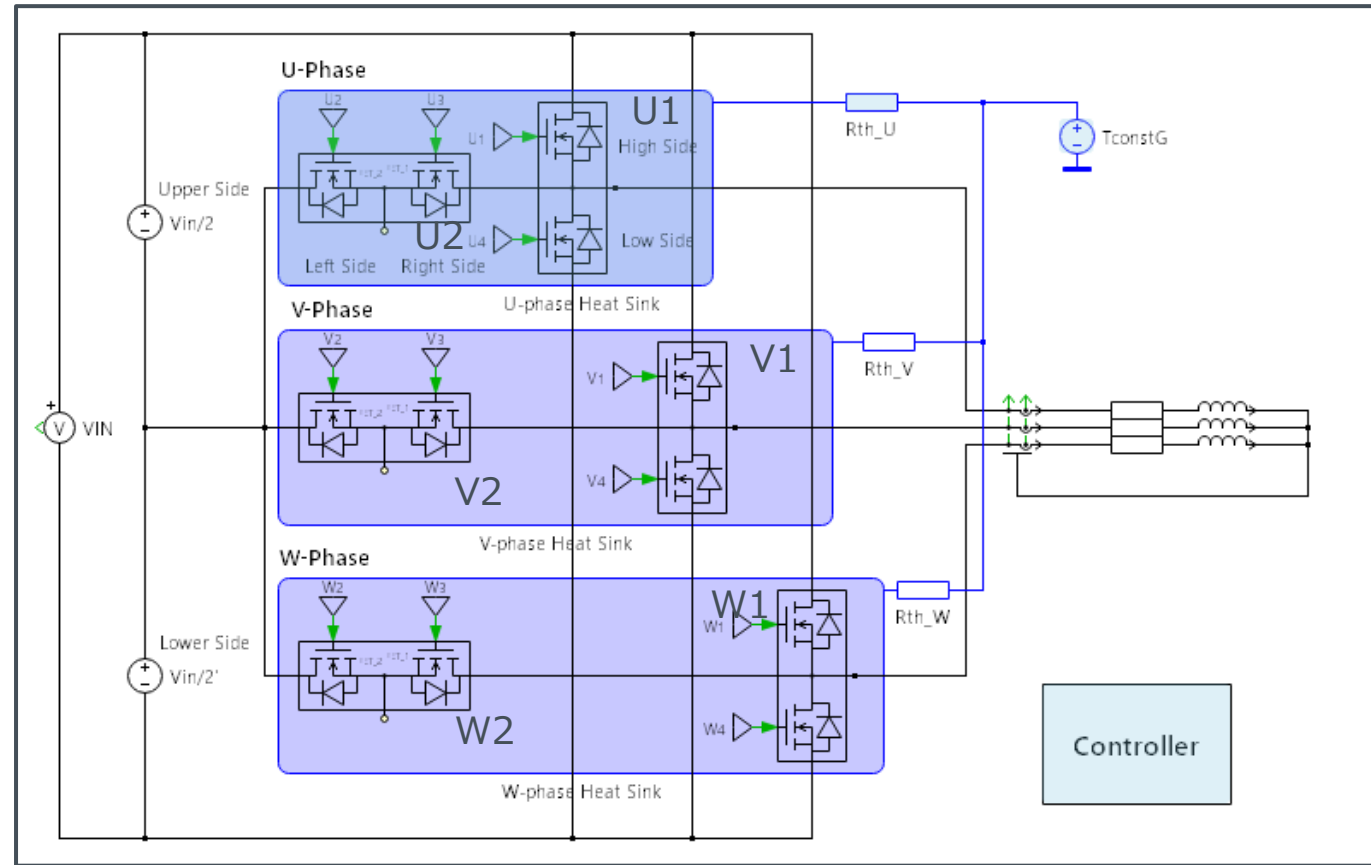 U-Phase
U2
U3
U1
U1
High Side
Rth_U
TconstG
Upper Side
Vin/2
U2
U4
Low Side
Left Side
Right Side
U-phase Heat Sink
V-Phase
V2
V3
V1
V1
Rth_V
VIN
V
V2
V4
V-phase Heat Sink
W-Phase
W2
W3
W1
W1
Rth_W
Lower Side
Vin/2'
W2
W4
W-phase Heat Sink
Controller